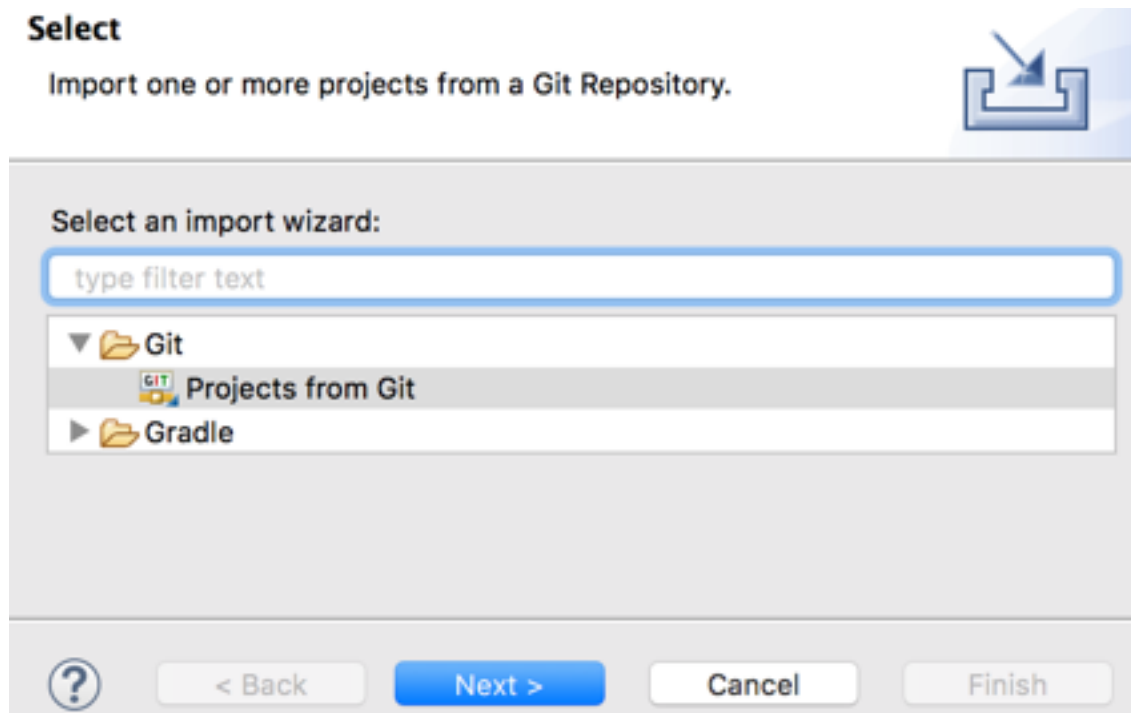 Select
Import one or more projects from a Git Repository.
Select an import wizard:
type filter text
Git
GIT Projects from Git
Gradle
? < Back Next > Cancel Finish